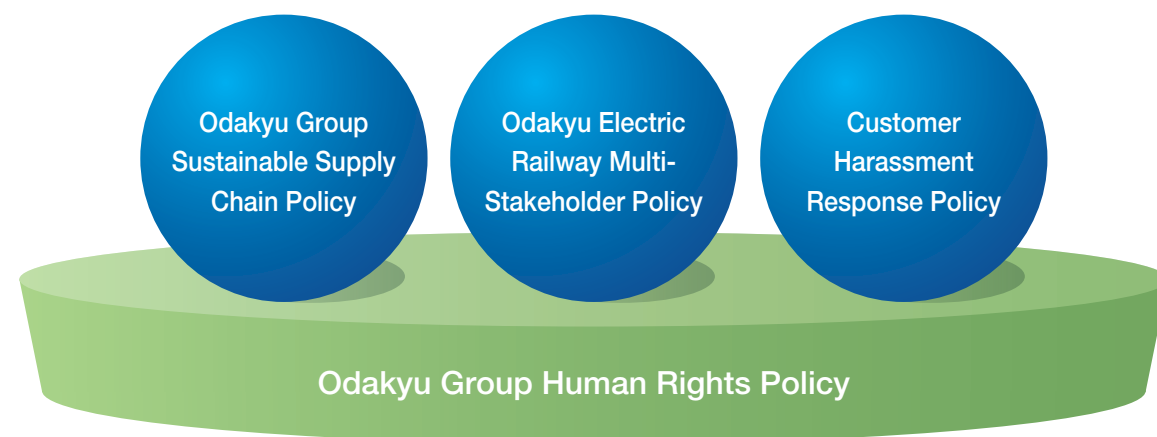 Odakyu Group
Sustainable Supply
Chain Policy
Odakyu Electric
Railway Multi-
Stakeholder Policy
Customer
Harassment
Response Policy
Odakyu Group Human Rights Policy